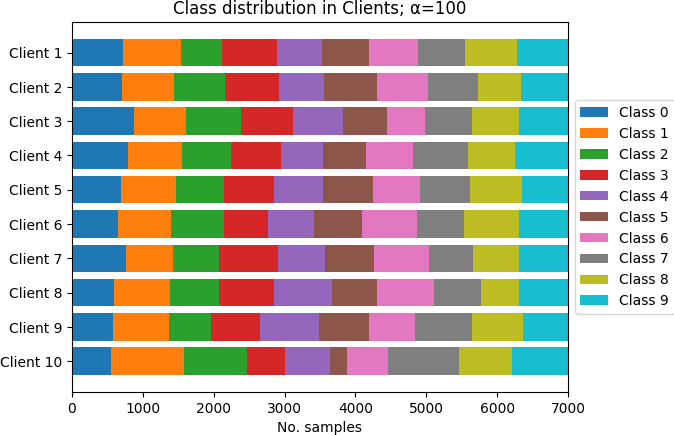 Class distribution in Clients; α=100
Client 1
Client 2
Client 3
Client 4
Client 5
Client 6
Client 7
Client 8
Client 9
Client 10
0 1000 2000 3000 4000 5000 6000 7000
No. samples
Class 0
Class 1
Class 2
Class 3
Class 4
Class 5
Class 6
Class 7
Class 8
Class 9